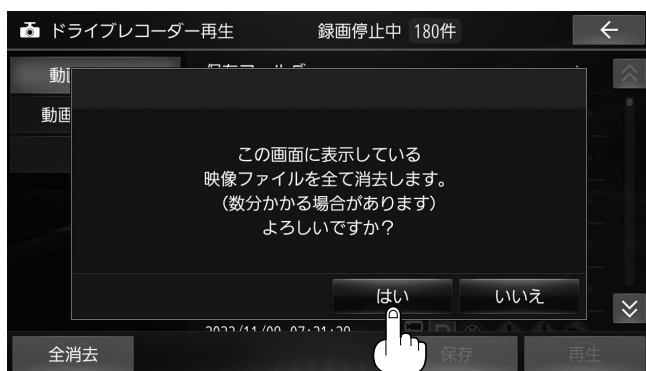 ドライブレコーダー再生 録画停止中 180件
動画
この画面に表示している
映像ファイルを全て消去します。
（数分かかる場合があります）
よろしいですか？
はい いいえ
全消去 保存 再生